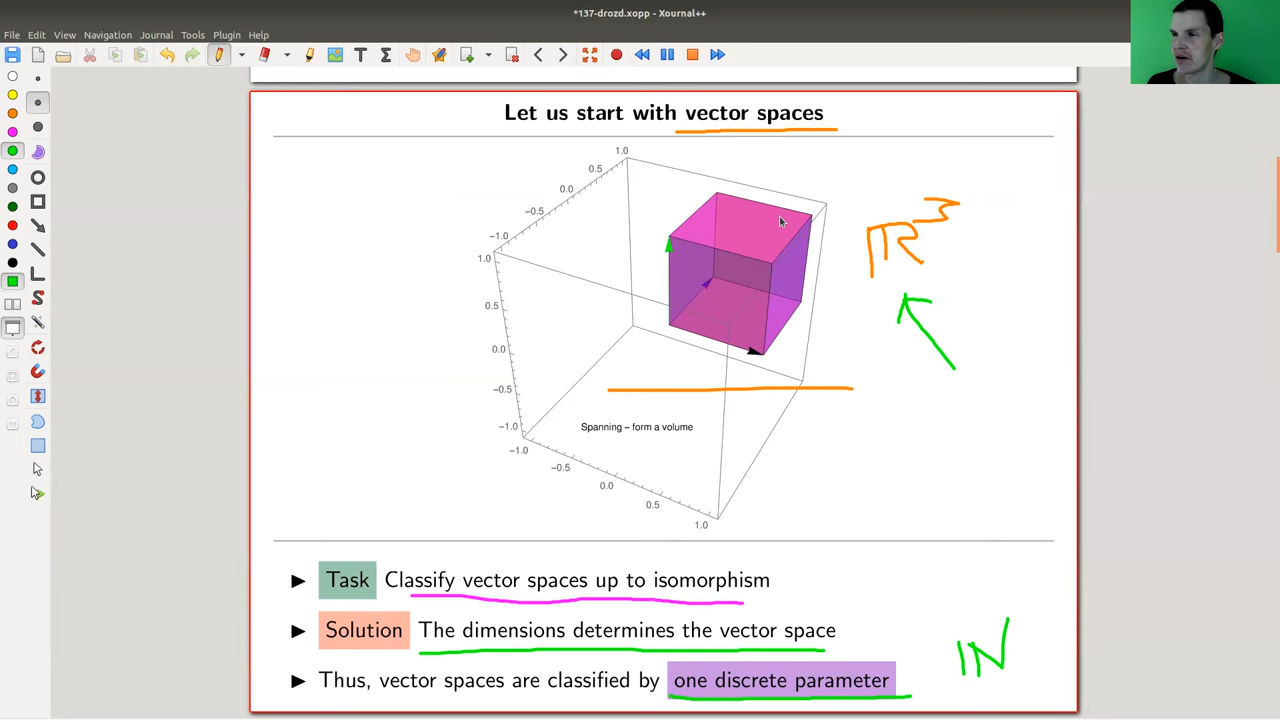 *137-drozd.xopp - Xournal++
File Edit View Navigation Journal Tools Plugin Help
Let us start with vector spaces
1.0
0.5
0.0
−0.5
−1.0
1.0
0.5
0.0
−0.5
−1.0
−1.0
−0.5
0.0
0.5
1.0
ℝ³
Spanning – form a volume
► Task Classify vector spaces up to isomorphism
► Solution The dimensions determines the vector space
► Thus, vector spaces are classified by one discrete parameter
ℕ